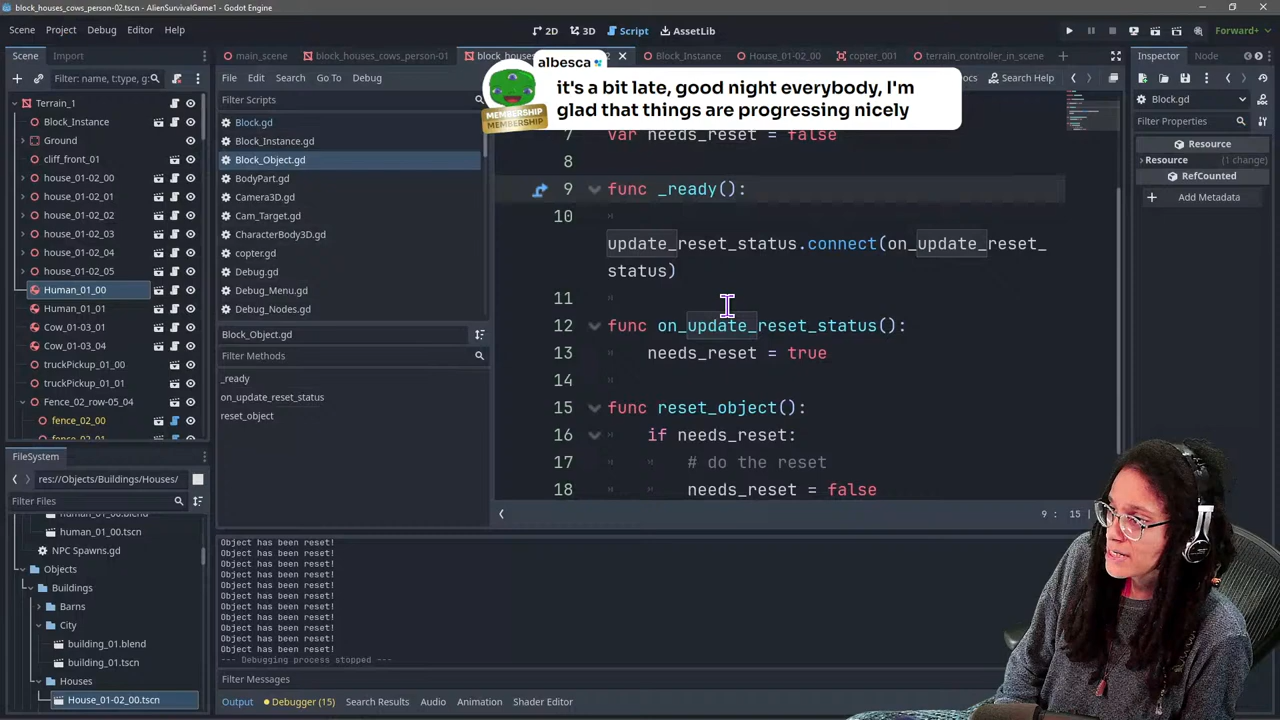 block_houses_cows_person-02.tscn - AlienSurvivalGame1 - Godot Engine
Scene Project Debug Editor Help
2D 3D Script AssetLib
Forward+
Scene Import
main_scene block_houses_cows_person-01 block_hous Block_Instance House_01-02_00 copter_001 terrain_controller_in_scene
Inspector Node
albesca
MEMBERSHIP
MEMBERSHIP
it's a bit late, good night everybody, I'm
glad that things are progressing nicely
Filter: name, t:type, g:
File Edit Search Go To Debug
Search Help
Filter Scripts
Terrain_1
Block_Instance
Ground
cliff_front_01
house_01-02_00
house_01-02_01
house_01-02_02
house_01-02_03
house_01-02_04
house_01-02_05
Human_01_00
Human_01_01
Cow_01-03_01
Cow_01-03_04
truckPickup_01_00
truckPickup_01_01
Fence_02_row-05_04
fence_02_00
fence_02_01
Block.gd
Block_Instance.gd
Block_Object.gd
BodyPart.gd
Camera3D.gd
Cam_Target.gd
CharacterBody3D.gd
copter.gd
Debug.gd
Debug_Menu.gd
Debug_Nodes.gd
Block_Object.gd
Filter Methods
_ready
on_update_reset_status
reset_object
7 var needs_reset = false
8
9 func _ready():
10
update_reset_status.connect(on_update_reset_
status)
11
12 func on_update_reset_status():
13 needs_reset = true
14
15 func reset_object():
16 if needs_reset:
17 # do the reset
18 needs_reset = false
9 : 15
Block.gd
Filter Properties
Resource
Resource (1 change)
RefCounted
Add Metadata
FileSystem
res://Objects/Buildings/Houses/
Filter Files
human_01_00.blend
human_01_00.tscn
NPC Spawns.gd
Objects
Buildings
Barns
City
building_01.blend
building_01.tscn
Houses
House_01-02_00.tscn
Object has been reset!
Object has been reset!
Object has been reset!
Object has been reset!
Object has been reset!
Object has been reset!
Object has been reset!
Object has been reset!
Object has been reset!
Object has been reset!
Object has been reset!
--- Debugging process stopped ---
Filter Messages
Output Debugger (15) Search Results Audio Animation Shader Editor